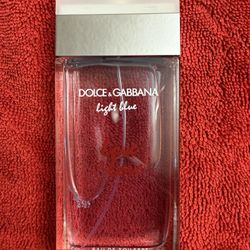 DOLCE & GABBANA
light blue
EAU DE TOILETTE